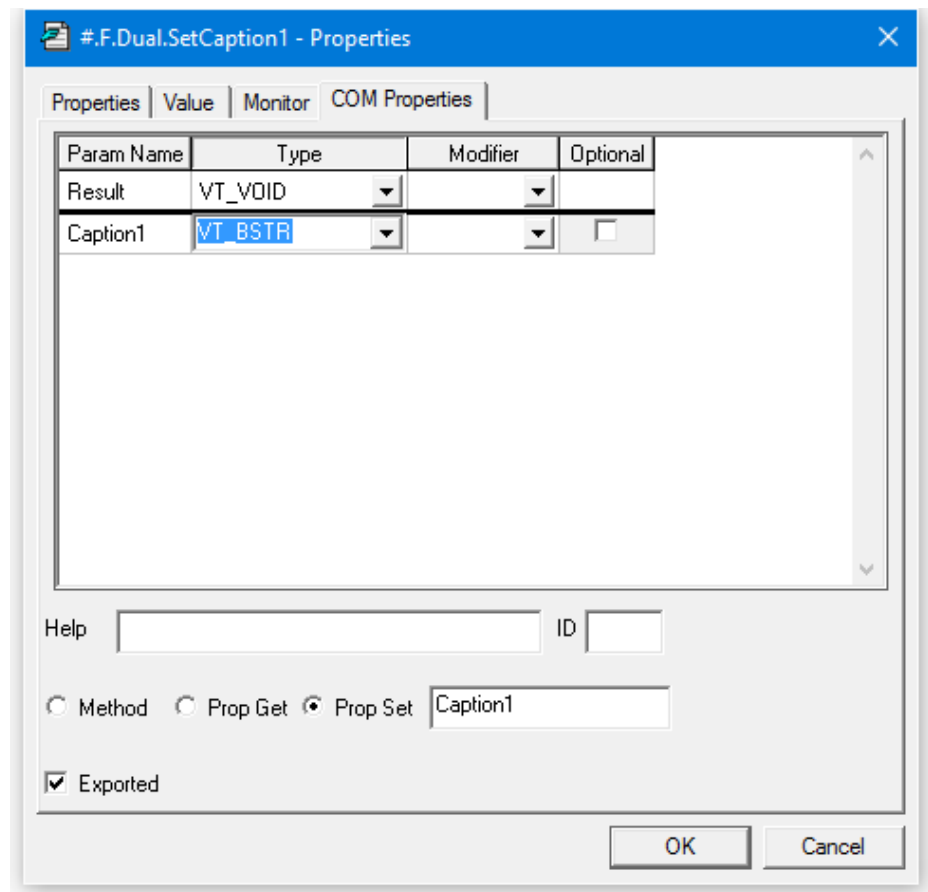 #.F.Dual.SetCaption1 - Properties
Properties Value Monitor COM Properties
Param Name Type Modifier Optional
Result VT_VOID
Caption1 VT_BSTR
Help ID
Method Prop Get Prop Set Caption1
Exported
OK Cancel